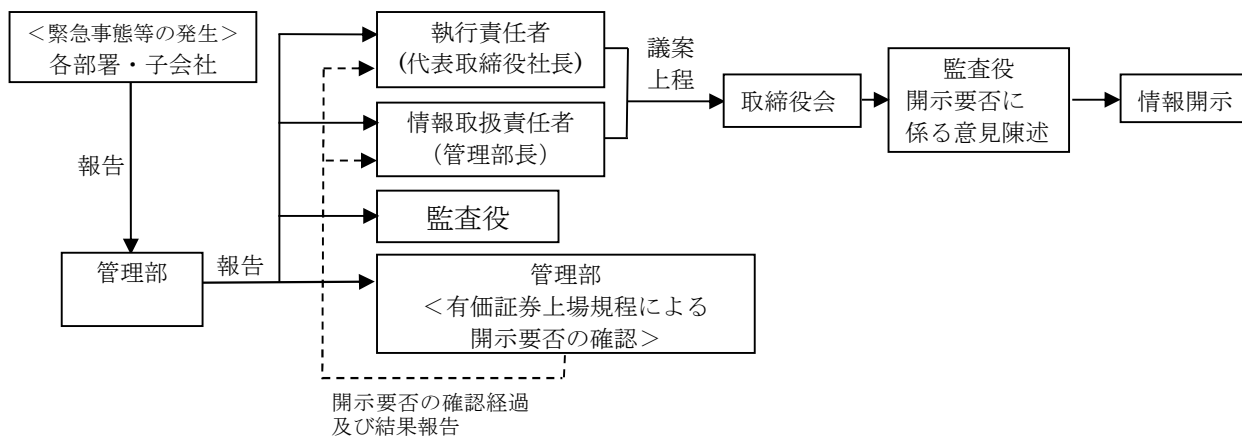 ＜緊急事態等の発生＞
各部署・子会社
報告
管理部
報告
執行責任者
(代表取締役社長)
情報取扱責任者
（管理部長）
監査役
管理部
＜有価証券上場規程による
開示要否の確認＞
開示要否の確認経過
及び結果報告
議案
上程
取締役会
監査役
開示要否に
係る意見陳述
情報開示